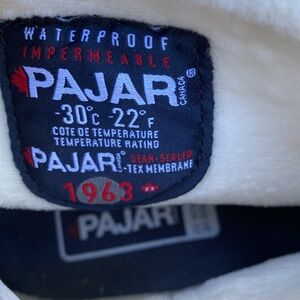 WATERPROOF
IMPERMEABLE
PAJAR®
CANADA
-30°C -22°F
COTE DE TEMPERATURE
TEMPERATURE RATING
PAJAR SEAM-SEALED
-TEX MEMBRANE
1963
PAJAR